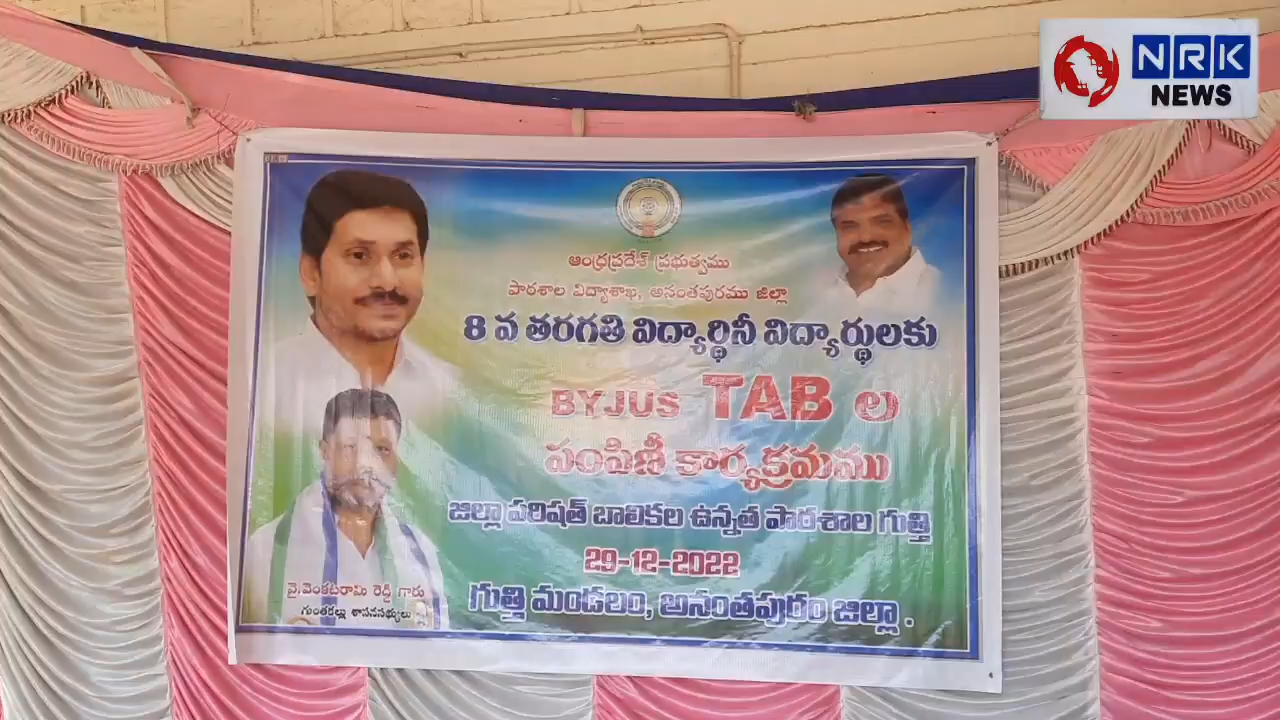 NRK
NEWS
ఆంధ్రప్రదేశ్ ప్రభుత్వము
పాఠశాల విద్యాశాఖ, అనంతపురము జిల్లా
8 వ తరగతి విద్యార్థినీ విద్యార్థులకు
BYJUS TAB ల
పంపిణీ కార్యక్రమము
జిల్లా పరిషత్ బాలికల ఉన్నత పాఠశాల గుత్తి
29-12-2022
గుత్తి మండలం, అనంతపురం జిల్లా .
వై.వెంకటరామి రెడ్డి గారు
గుంతకల్లు శాసనసభ్యులు